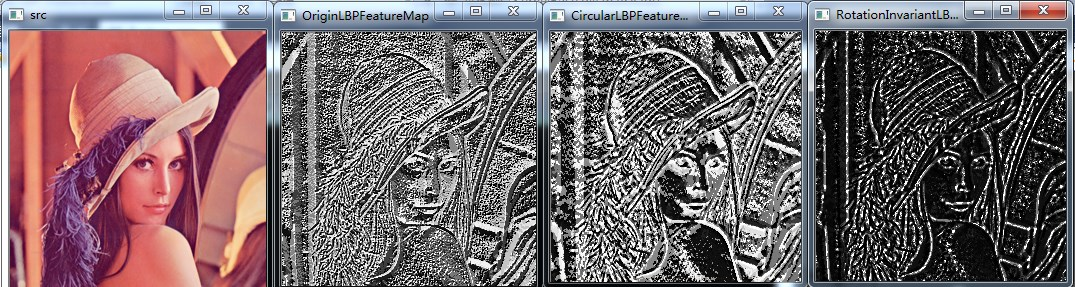 src
OriginLBPFeatureMap
CircularLBPFeature...
RotationInvariantLB...